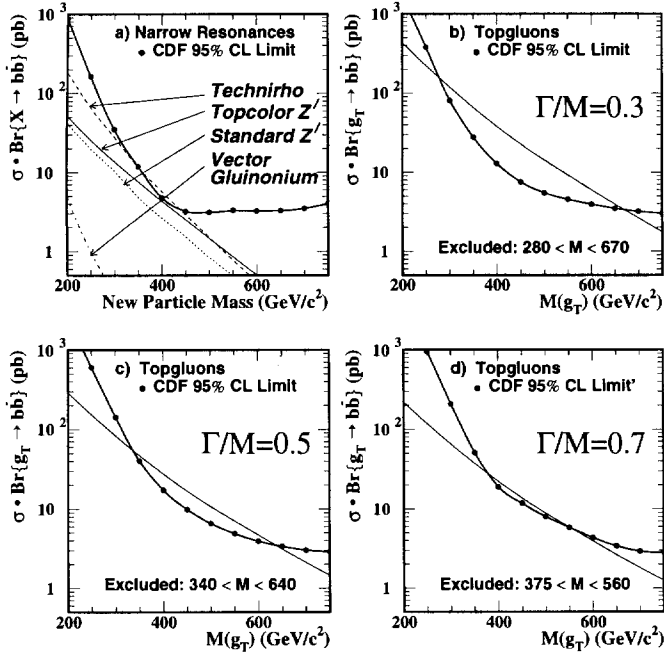 σ • Br{X → bb̄} (pb)
10³
10²
10
1
a) Narrow Resonances
• CDF 95% CL Limit
Technirho
Topcolor Z′
Standard Z′
Vector
Gluinonium
200 400 600
New Particle Mass (GeV/c²)
σ • Br{g_T → bb̄} (pb)
10³
10²
10
1
b) Topgluons
• CDF 95% CL Limit
Γ/M=0.3
Excluded: 280 < M < 670
200 400 600
M(g_T) (GeV/c²)
σ • Br{g_T → bb̄} (pb)
10³
10²
10
1
c) Topgluons
• CDF 95% CL Limit
Γ/M=0.5
Excluded: 340 < M < 640
200 400 600
M(g_T) (GeV/c²)
σ • Br{g_T → bb̄} (pb)
10³
10²
10
1
d) Topgluons
• CDF 95% CL Limit'
Γ/M=0.7
Excluded: 375 < M < 560
200 400 600
M(g_T) (GeV/c²)